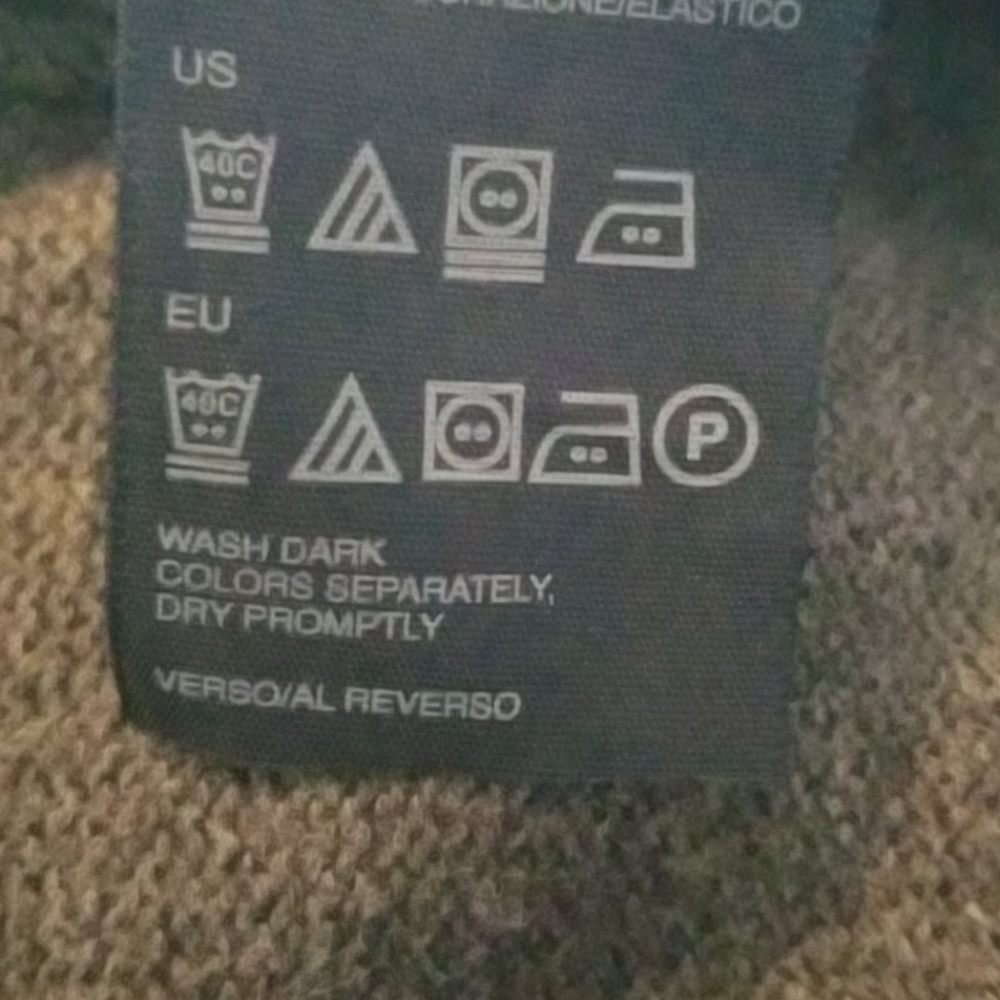 US
40C
EU
40C
P
WASH DARK
COLORS SEPARATELY,
DRY PROMPTLY
VERSO/AL REVERSO